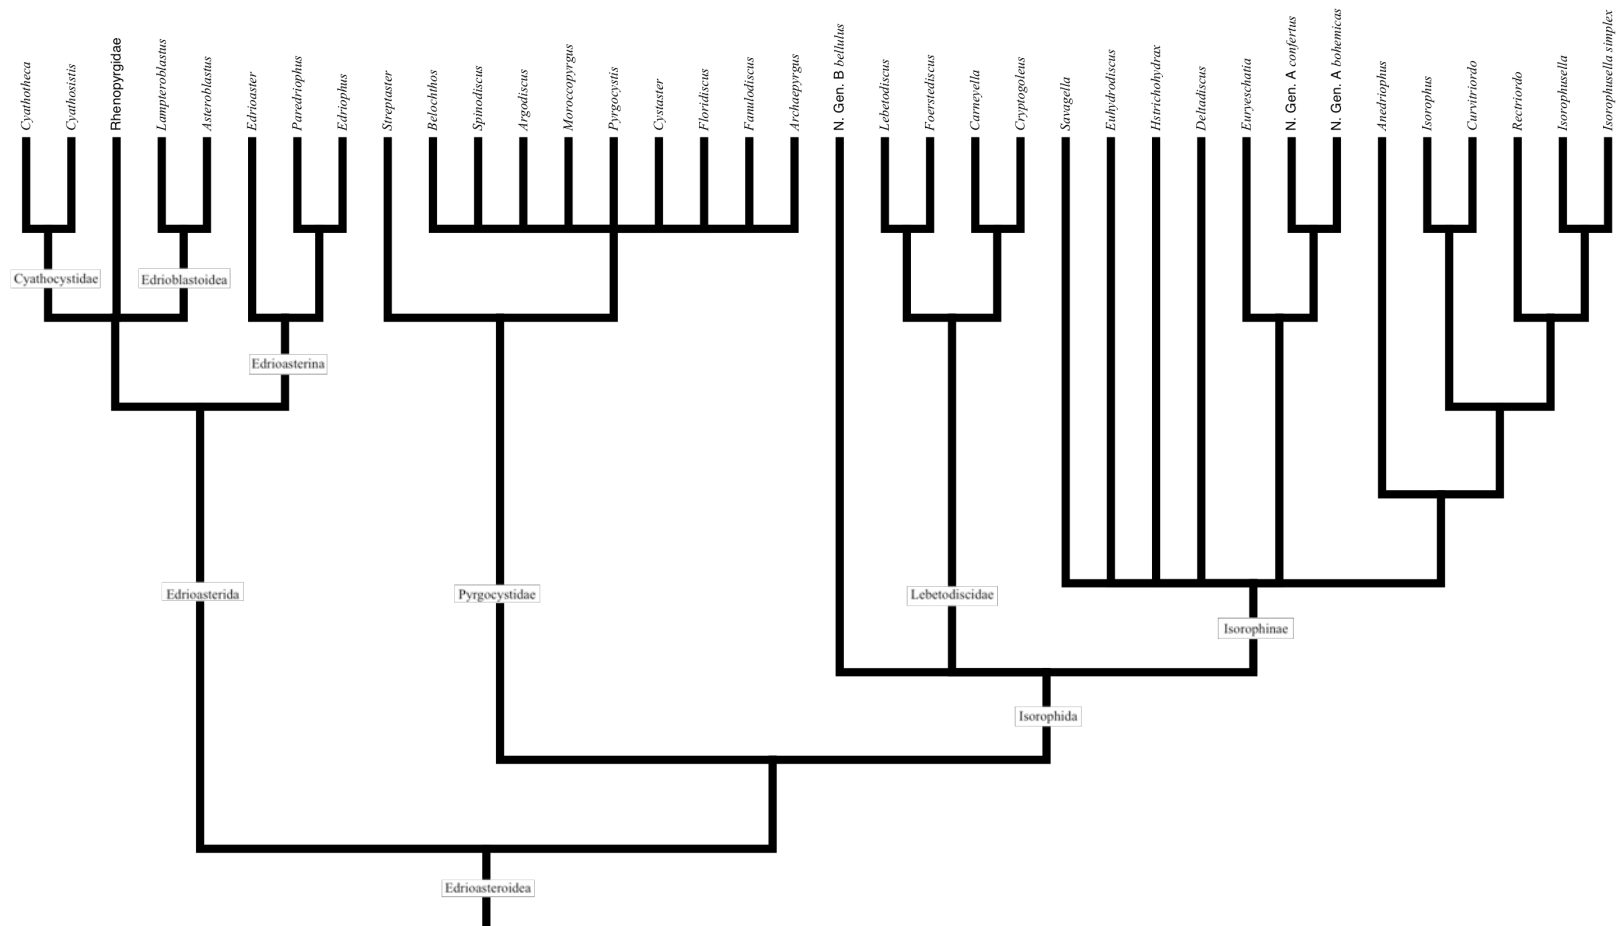 Cyathotheca
Cyathosistis
Rhenopyrgidae
Lampteroblastus
Asteroblastus
Edrioaster
Paredriophus
Edriophus
Streptaster
Belochthos
Spinodiscus
Argodiscus
Moroccopyrgus
Pyrgocystis
Cystaster
Floridiscus
Fanulodiscus
Archaepyrgus
N. Gen. B bellulus
Lebetodiscus
Foerstediscus
Carneyella
Cryptogoleus
Savagella
Euhydrodiscus
Hstrichohydrax
Deltadiscus
Euryeschatia
N. Gen. A confertus
N. Gen. A bohemicas
Anedriophus
Isorophus
Curvitriordo
Rectriordo
Isorophusella
Isorophusella simplex
Cyathocystidae
Edrioblastoidea
Edrioasterina
Edrioasterida
Pyrgocystidae
Lebetodiscidae
Isorophinae
Isorophida
Edrioasteroidea